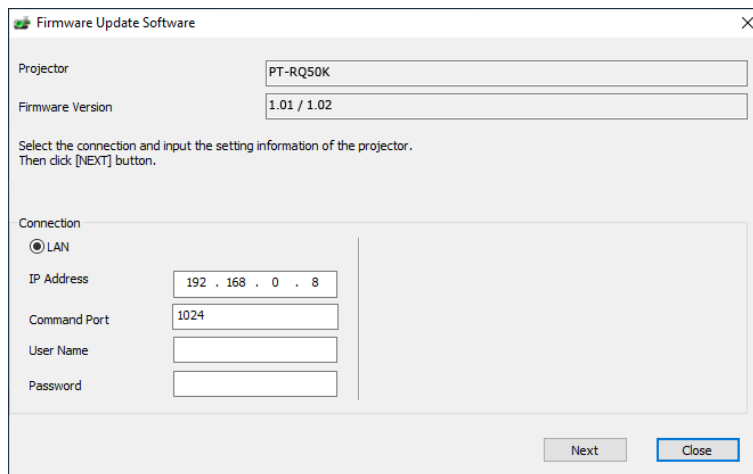 Firmware Update Software
Projector
PT-RQ50K
Firmware Version
1.01 / 1.02
Select the connection and input the setting information of the projector.
Then click [NEXT] button.
Connection
LAN
IP Address
192 . 168 . 0 . 8
Command Port
1024
User Name
Password
Next
Close